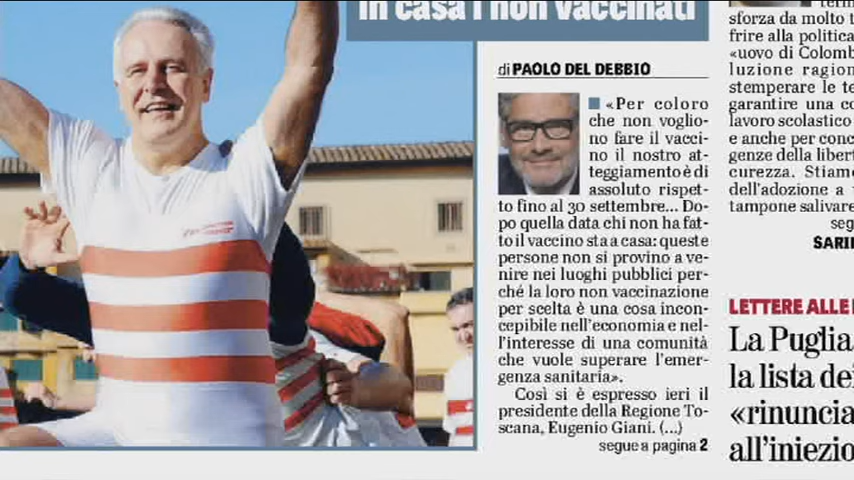 in casa i non vaccinati
di PAOLO DEL DEBBIO
«Per coloro
che non voglio-
no fare il vacci-
no il nostro at-
teggiamento è di
assoluto rispet-
to fino al 30 settembre... Do-
po quella data chi non ha fat-
to il vaccino sta a casa: queste
persone non si provino a ve-
nire nei luoghi pubblici per-
ché la loro non vaccinazione
per scelta è una cosa incon-
cepibile nell'economia e nel-
l'interesse di una comunità
che vuole superare l'emer-
genza sanitaria».
Così si è espresso ieri il
presidente della Regione To-
scana, Eugenio Giani. (...)
segue a pagina 2
sforza da molto
frire alla politica
«uovo di Colomb
luzione ragion
stemperare le te
garantire una co
lavoro scolastico
e anche per conc
genze della libert
curezza. Stiam
dell'adozione a
tampone salivare
seg
SARI
LETTERE ALLE
La Puglia
la lista de
«rinuncia
all'iniezio